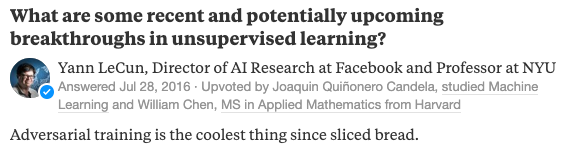 What are some recent and potentially upcoming
breakthroughs in unsupervised learning?
Yann LeCun, Director of AI Research at Facebook and Professor at NYU
Answered Jul 28, 2016 · Upvoted by Joaquin Quiñonero Candela, studied Machine
Learning and William Chen, MS in Applied Mathematics from Harvard
Adversarial training is the coolest thing since sliced bread.